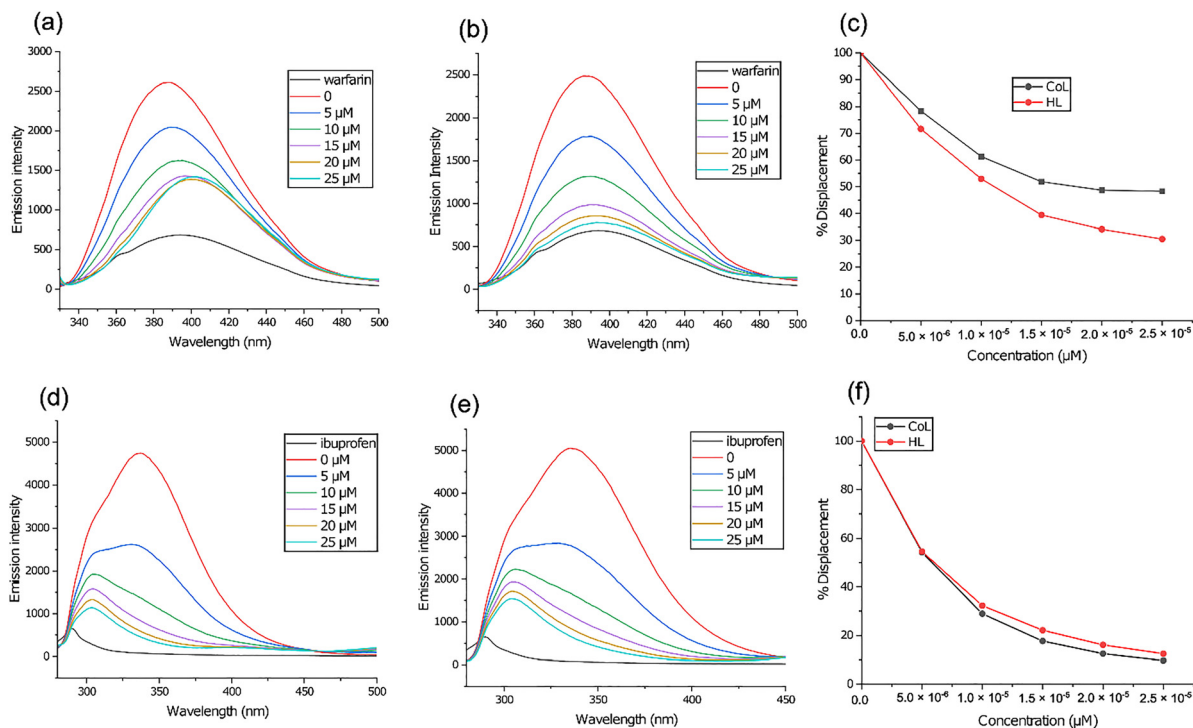 (a)
3000
2500
2000
1500
1000
500
0
Emission intensity
340 360 380 400 420 440 460 480 500
Wavelength (nm)
warfarin
0
5 µM
10 µM
15 µM
20 µM
25 µM
(b)
2500
2000
1500
1000
500
0
Emission Intensity
340 360 380 400 420 440 460 480 500
Wavelength (nm)
warfarin
0
5 µM
10 µM
15 µM
20 µM
25 µM
(c)
100
90
80
70
60
50
40
30
20
10
0
% Displacement
0.0 5.0 × 10⁻⁶ 1.0 × 10⁻⁵ 1.5 × 10⁻⁵ 2.0 × 10⁻⁵ 2.5 × 10⁻⁵
Concentration (µM)
CoL
HL
(d)
5000
4000
3000
2000
1000
0
Emission intensity
300 350 400 450 500
Wavelength (nm)
ibuprofen
0 µM
5 µM
10 µM
15 µM
20 µM
25 µM
(e)
5000
4000
3000
2000
1000
0
Emission intensity
300 350 400 450
Wavelength (nm)
ibuprofen
0
5 µM
10 µM
15 µM
20 µM
25 µM
(f)
100
80
60
40
20
0
% Displacement
0.0 5.0 × 10⁻⁶ 1.0 × 10⁻⁵ 1.5 × 10⁻⁵ 2.0 × 10⁻⁵ 2.5 × 10⁻⁵
Concentration (µM)
CoL
HL